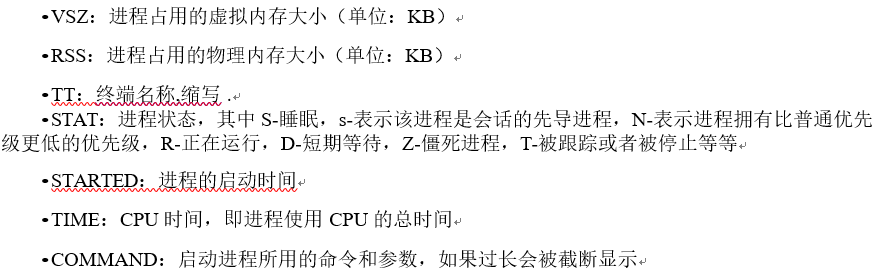 •VSZ：进程占用的虚拟内存大小（单位：KB）
•RSS：进程占用的物理内存大小（单位：KB）
•TT：终端名称,缩写 .
•STAT：进程状态，其中 S-睡眠，s-表示该进程是会话的先导进程，N-表示进程拥有比普通优先
级更低的优先级，R-正在运行，D-短期等待，Z-僵死进程，T-被跟踪或者被停止等等
•STARTED：进程的启动时间
•TIME：CPU 时间，即进程使用 CPU 的总时间
•COMMAND：启动进程所用的命令和参数，如果过长会被截断显示